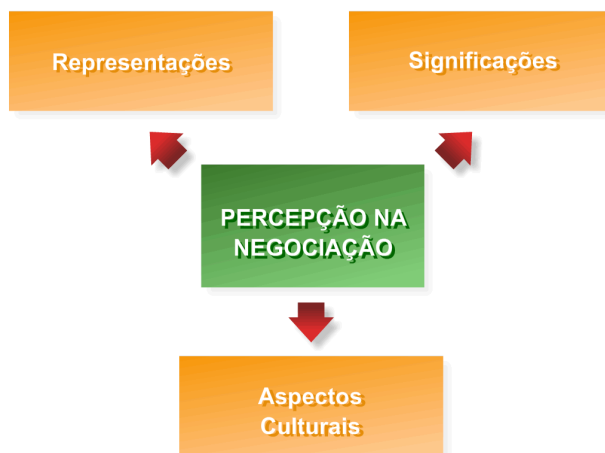 Representações
Significações
PERCEPÇÃO NA
NEGOCIAÇÃO
Aspectos
Culturais